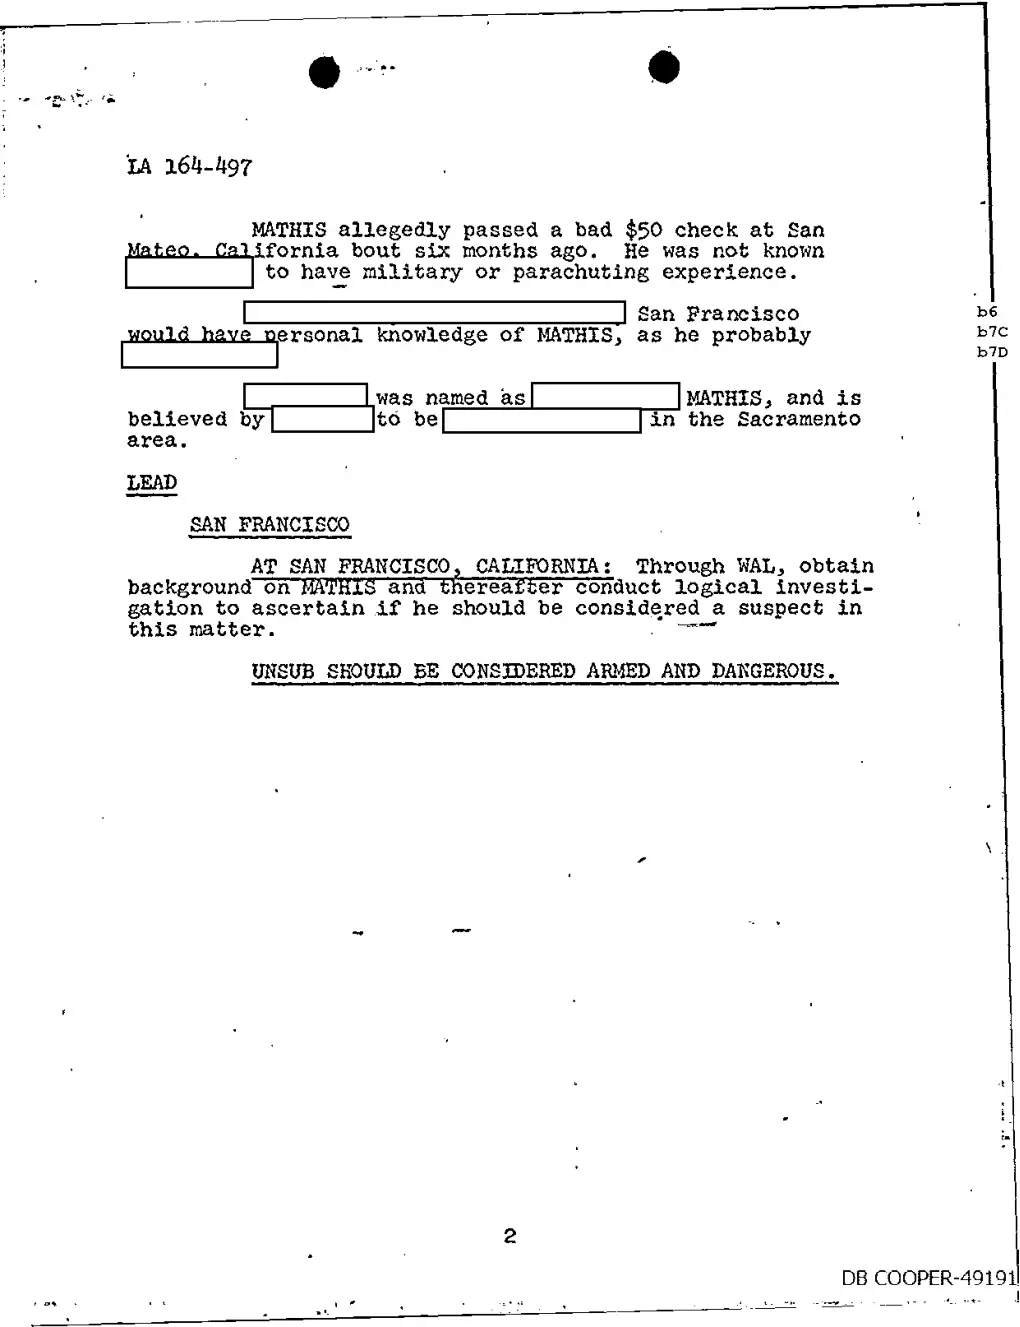 LA 164-497
MATHIS allegedly passed a bad $50 check at San
Mateo, California bout six months ago. He was not known
to have military or parachuting experience.
San Francisco
would have personal knowledge of MATHIS, as he probably
was named as MATHIS, and is
believed by to be in the Sacramento
area.
LEAD
SAN FRANCISCO
AT SAN FRANCISCO, CALIFORNIA: Through WAL, obtain
background on MATHIS and thereafter conduct logical investi-
gation to ascertain if he should be considered a suspect in
this matter.
UNSUB SHOULD BE CONSIDERED ARMED AND DANGEROUS.
b6
b7C
b7D
2
DB COOPER-49191